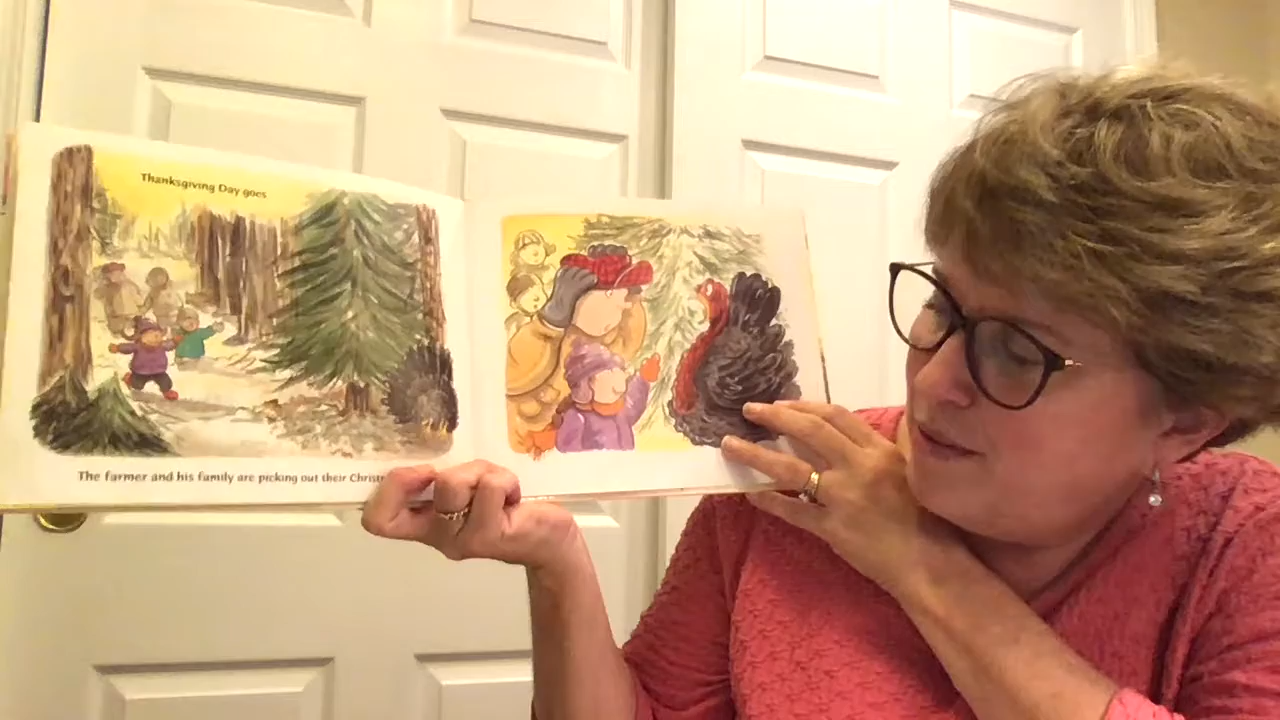 Thanksgiving Day goes
The farmer and his family are picking out their